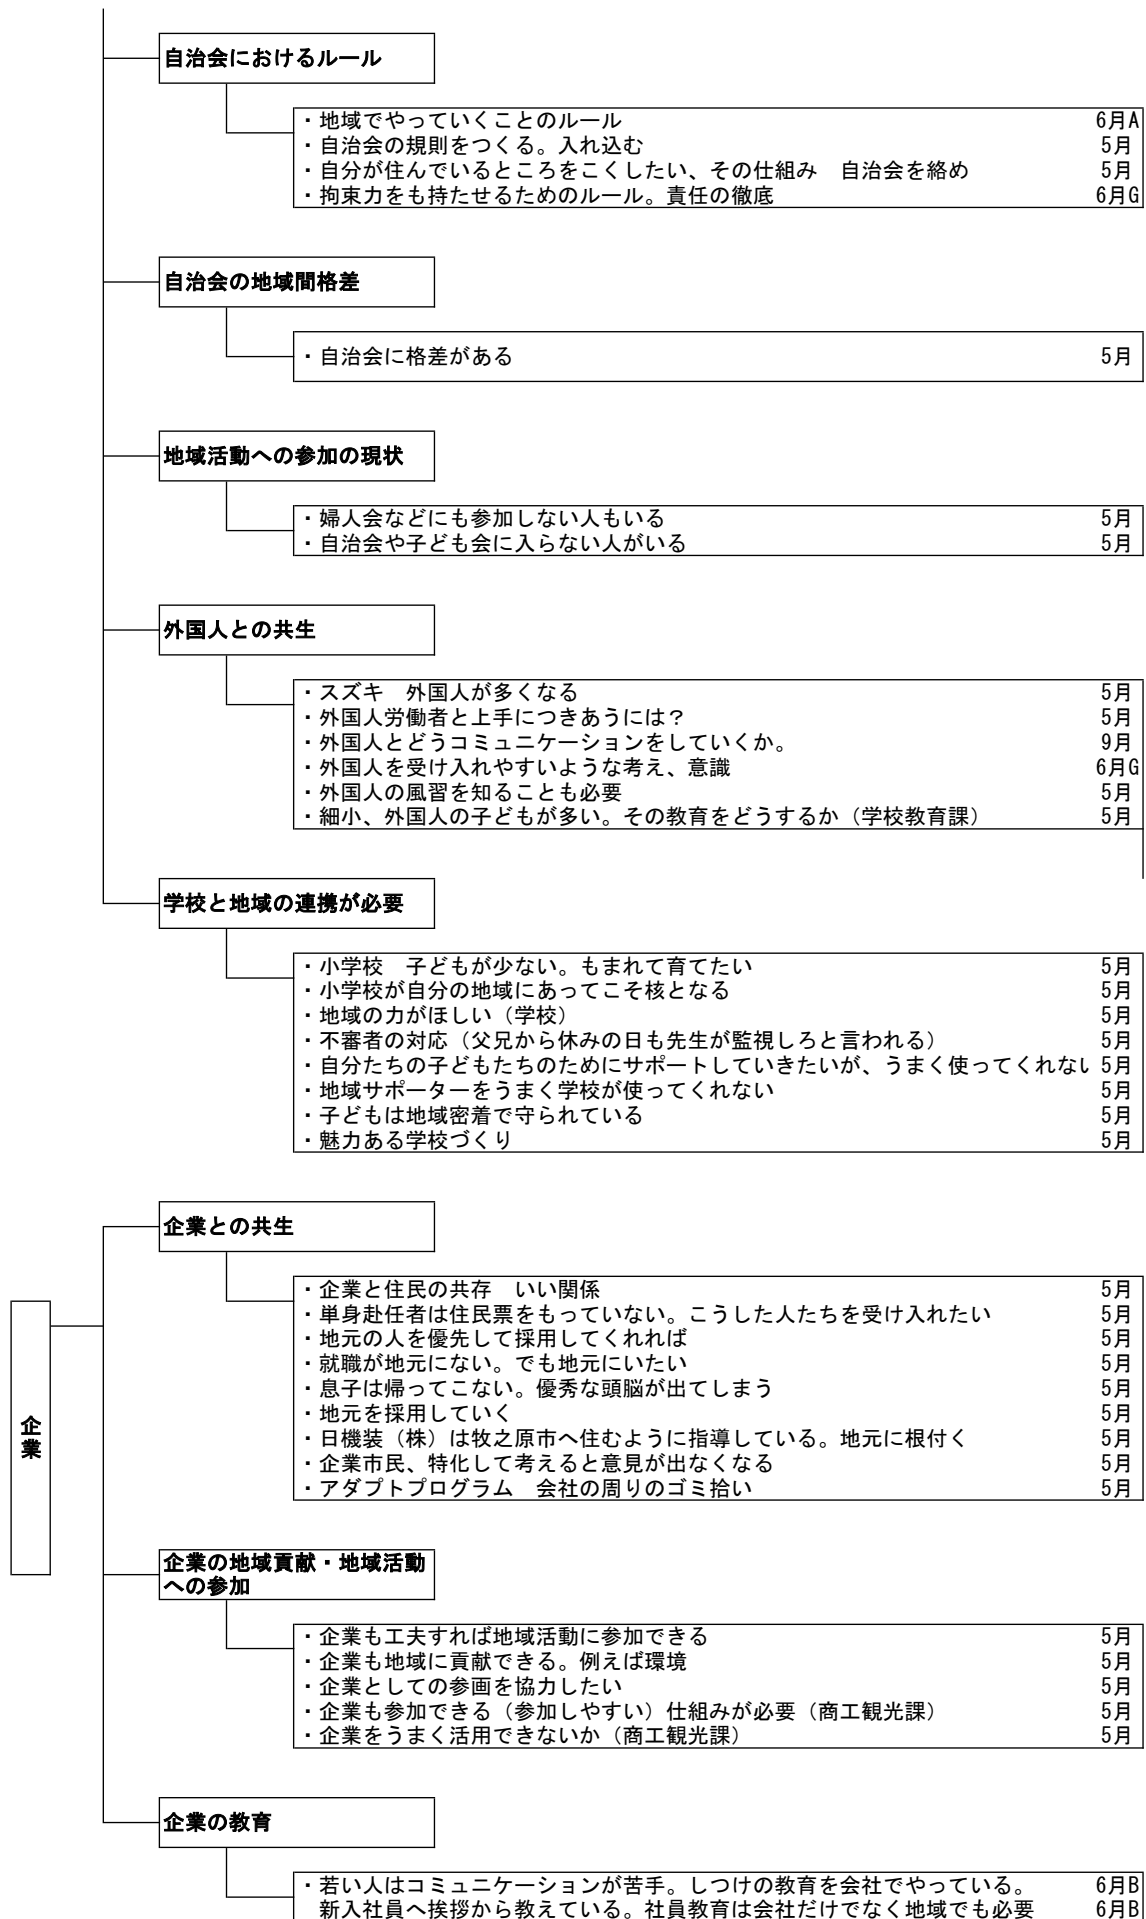 自治会におけるルール
・地域でやっていくことのルール 6月A
・自治会の規則をつくる。入れ込む 5月
・自分が住んでいるところをこくしたい、その仕組み　自治会を絡め 5月
・拘束力をも持たせるためのルール。責任の徹底 6月G
自治会の地域間格差
・自治会に格差がある 5月
地域活動への参加の現状
・婦人会などにも参加しない人もいる 5月
・自治会や子ども会に入らない人がいる 5月
外国人との共生
・スズキ　外国人が多くなる 5月
・外国人労働者と上手につきあうには？ 5月
・外国人とどうコミュニケーションをしていくか。 9月
・外国人を受け入れやすいような考え、意識 6月G
・外国人の風習を知ることも必要 5月
・細小、外国人の子どもが多い。その教育をどうするか（学校教育課） 5月
学校と地域の連携が必要
・小学校　子どもが少ない。もまれて育てたい 5月
・小学校が自分の地域にあってこそ核となる 5月
・地域の力がほしい（学校） 5月
・不審者の対応（父兄から休みの日も先生が監視しろと言われる） 5月
・自分たちの子どもたちのためにサポートしていきたいが、うまく使ってくれない 5月
・地域サポーターをうまく学校が使ってくれない 5月
・子どもは地域密着で守られている 5月
・魅力ある学校づくり 5月
企業
企業との共生
・企業と住民の共存　いい関係 5月
・単身赴任者は住民票をもっていない。こうした人たちを受け入れたい 5月
・地元の人を優先して採用してくれれば 5月
・就職が地元にない。でも地元にいたい 5月
・息子は帰ってこない。優秀な頭脳が出てしまう 5月
・地元を採用していく 5月
・日機装（株）は牧之原市へ住むように指導している。地元に根付く 5月
・企業市民、特化して考えると意見が出なくなる 5月
・アダプトプログラム　会社の周りのゴミ拾い 5月
企業の地域貢献・地域活動
への参加
・企業も工夫すれば地域活動に参加できる 5月
・企業も地域に貢献できる。例えば環境 5月
・企業としての参画を協力したい 5月
・企業も参加できる（参加しやすい）仕組みが必要（商工観光課） 5月
・企業をうまく活用できないか（商工観光課） 5月
企業の教育
・若い人はコミュニケーションが苦手。しつけの教育を会社でやっている。 6月B
新入社員へ挨拶から教えている。社員教育は会社だけでなく地域でも必要 6月B